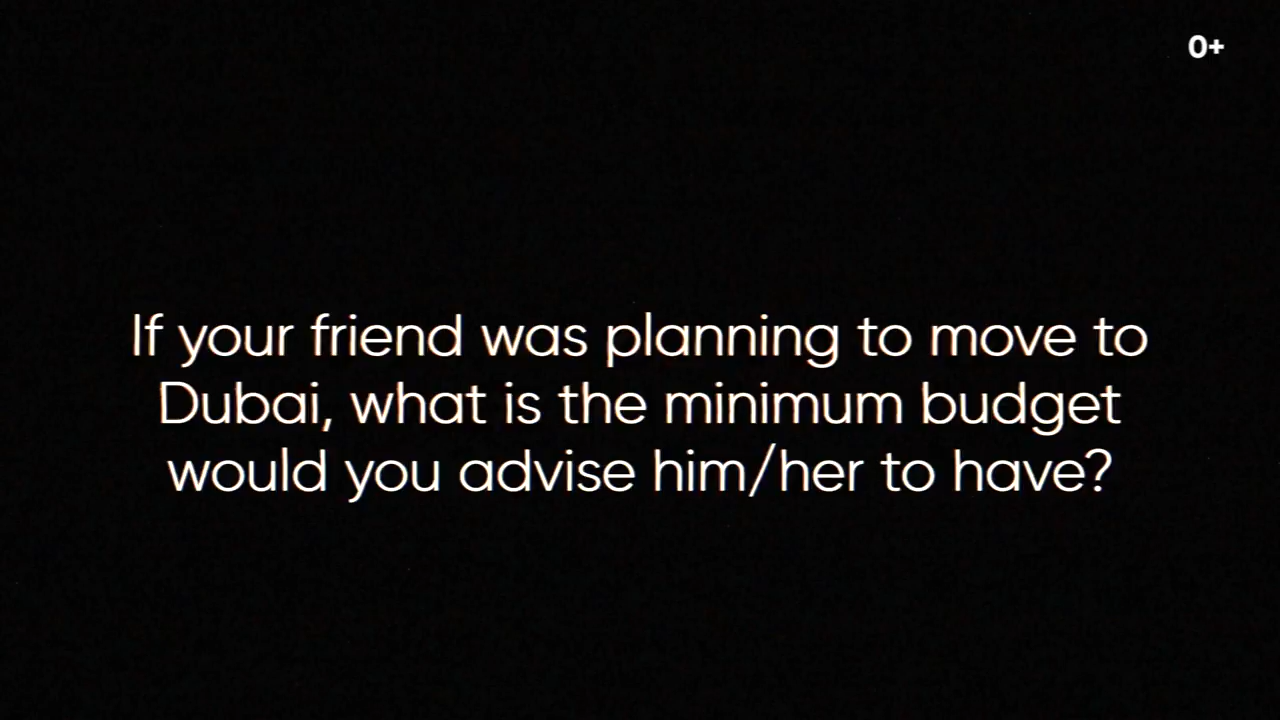 0+
If your friend was planning to move to
Dubai, what is the minimum budget
would you advise him/her to have?